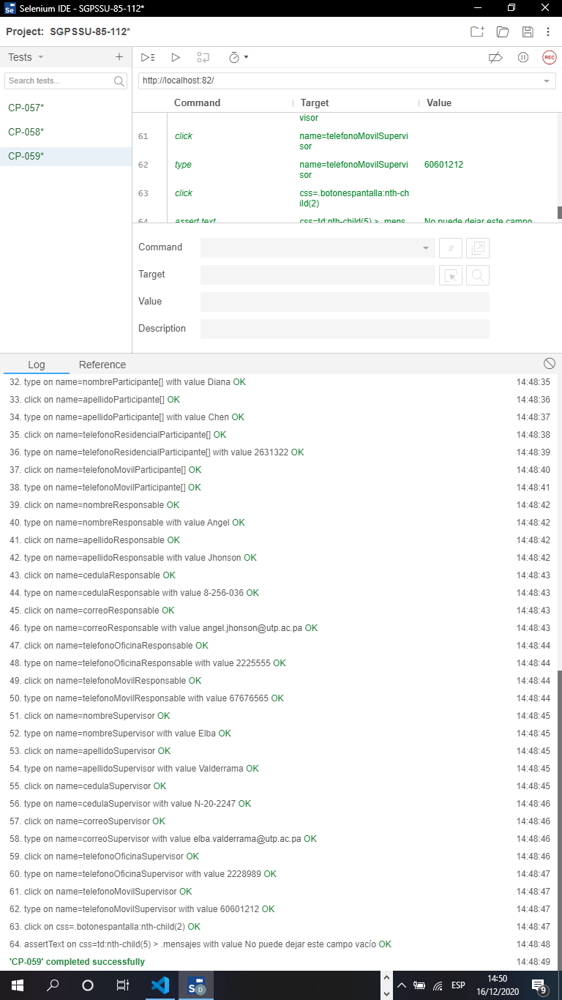 Selenium IDE - SGPSSU-85-112*
Project: SGPSSU-85-112*
Tests
Search tests...
CP-057*
CP-058*
CP-059*
REC
http://localhost:82/
Command Target Value
visor
61 click name=telefonoMovilSupervi
sor
62 type name=telefonoMovilSupervi 60601212
sor
63 click css=.botonespantalla:nth-ch
ild(2)
64 assert text css=td:nth-child(5) > .mens No puede dejar este campo
Command //
Target
Value
Description
Log Reference
32. type on name=nombreParticipante[] with value Diana OK 14:48:35
33. click on name=apellidoParticipante[] OK 14:48:36
34. type on name=apellidoParticipante[] with value Chen OK 14:48:37
35. click on name=telefonoResidencialParticipante[] OK 14:48:38
36. type on name=telefonoResidencialParticipante[] with value 2631322 OK 14:48:39
37. click on name=telefonoMovilParticipante[] OK 14:48:40
38. type on name=telefonoMovilParticipante[] OK 14:48:41
39. click on name=nombreResponsable OK 14:48:42
40. type on name=nombreResponsable with value Angel OK 14:48:42
41. click on name=apellidoResponsable OK 14:48:42
42. type on name=apellidoResponsable with value Jhonson OK 14:48:42
43. click on name=cedulaResponsable OK 14:48:43
44. type on name=cedulaResponsable with value 8-256-036 OK 14:48:43
45. click on name=correoResponsable OK 14:48:43
46. type on name=correoResponsable with value angel.jhonson@utp.ac.pa OK 14:48:43
47. click on name=telefonoOficinaResponsable OK 14:48:44
48. type on name=telefonoOficinaResponsable with value 2225555 OK 14:48:44
49. click on name=telefonoMovilResponsable OK 14:48:44
50. type on name=telefonoMovilResponsable with value 67676565 OK 14:48:44
51. click on name=nombreSupervisor OK 14:48:45
52. type on name=nombreSupervisor with value Elba OK 14:48:45
53. click on name=apellidoSupervisor OK 14:48:45
54. type on name=apellidoSupervisor with value Valderrama OK 14:48:45
55. click on name=cedulaSupervisor OK 14:48:45
56. type on name=cedulaSupervisor with value N-20-2247 OK 14:48:46
57. click on name=correoSupervisor OK 14:48:46
58. type on name=correoSupervisor with value elba.valderrama@utp.ac.pa OK 14:48:46
59. click on name=telefonoOficinaSupervisor OK 14:48:46
60. type on name=telefonoOficinaSupervisor with value 2228989 OK 14:48:47
61. click on name=telefonoMovilSupervisor OK 14:48:47
62. type on name=telefonoMovilSupervisor with value 60601212 OK 14:48:47
63. click on css=.botonespantalla:nth-child(2) OK 14:48:47
64. assertText on css=td:nth-child(5) > .mensajes with value No puede dejar este campo vacío OK 14:48:48
'CP-059' completed successfully 14:48:49
Se D ESP 14:50
16/12/2020 9